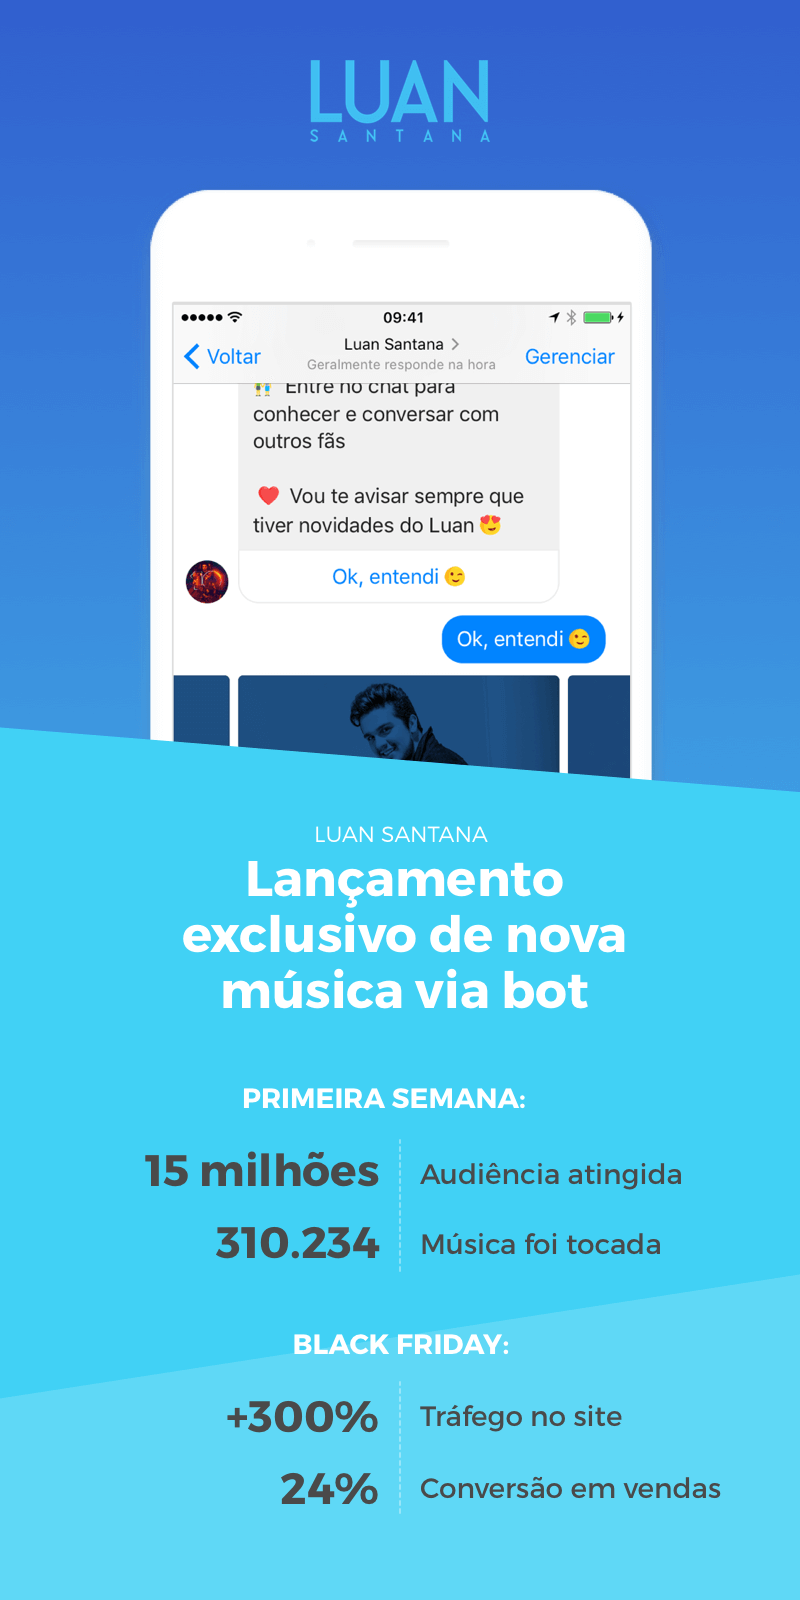 LUAN
SANTANA
09:41
Voltar
Luan Santana
Geralmente responde na hora
Gerenciar
Entre no chat para
conhecer e conversar com
outros fãs
❤️ Vou te avisar sempre que
tiver novidades do Luan 😍
Ok, entendi 😉
Ok, entendi 😉
LUAN SANTANA
Lançamento
exclusivo de nova
música via bot
PRIMEIRA SEMANA:
15 milhões Audiência atingida
310.234 Música foi tocada
BLACK FRIDAY:
+300% Tráfego no site
24% Conversão em vendas